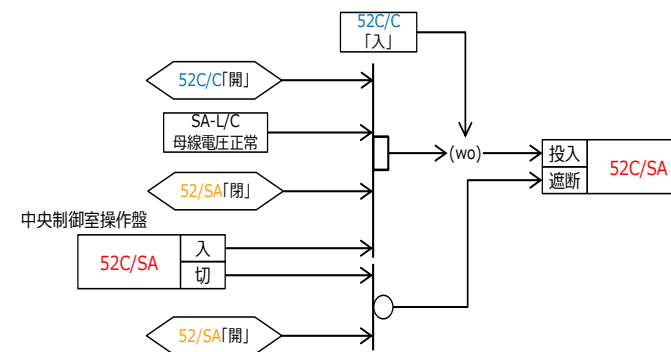 52C/C
「入」
52C/C「開」
SA-L/C
母線電圧正常
(wo)
投入
遮断
52C/SA
52/SA「閉」
中央制御室操作盤
52C/SA
入
切
52/SA「開」